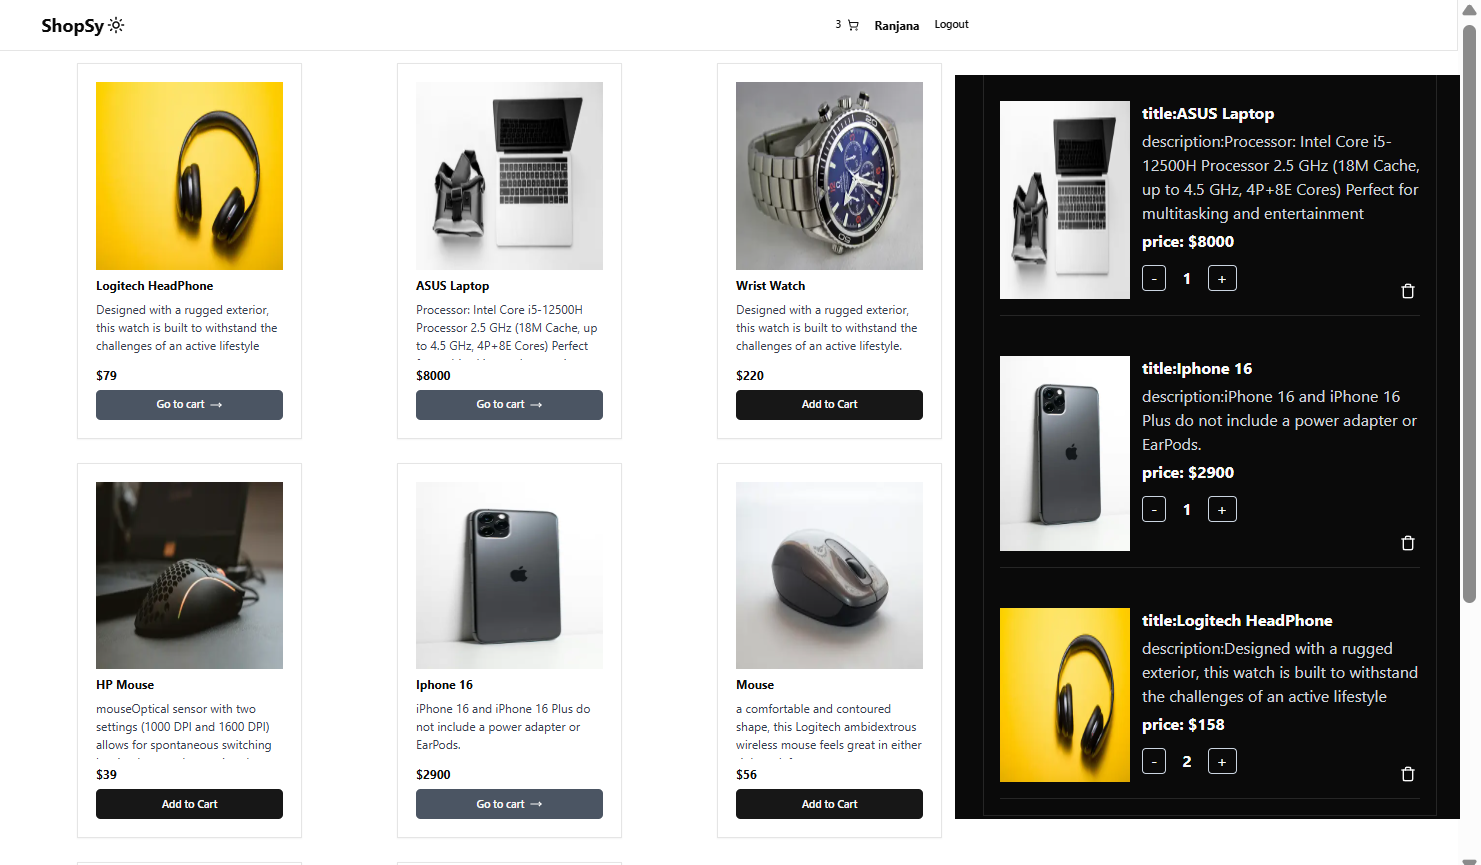 ShopSy
3
Ranjana
Logout
Logitech HeadPhone
Designed with a rugged exterior,
this watch is built to withstand the
challenges of an active lifestyle
$79
Go to cart →
ASUS Laptop
Processor: Intel Core i5-12500H
Processor 2.5 GHz (18M Cache, up
to 4.5 GHz, 4P+8E Cores) Perfect
$8000
Go to cart →
Wrist Watch
Designed with a rugged exterior,
this watch is built to withstand the
challenges of an active lifestyle.
$220
Add to Cart
HP Mouse
mouseOptical sensor with two
settings (1000 DPI and 1600 DPI)
allows for spontaneous switching
$39
Add to Cart
Iphone 16
iPhone 16 and iPhone 16 Plus do
not include a power adapter or
EarPods.
$2900
Go to cart →
Mouse
a comfortable and contoured
shape, this Logitech ambidextrous
wireless mouse feels great in either
$56
Add to Cart
title:ASUS Laptop
description:Processor: Intel Core i5-
12500H Processor 2.5 GHz (18M Cache,
up to 4.5 GHz, 4P+8E Cores) Perfect for
multitasking and entertainment
price: $8000
- 1 +
title:Iphone 16
description:iPhone 16 and iPhone 16
Plus do not include a power adapter or
EarPods.
price: $2900
- 1 +
title:Logitech HeadPhone
description:Designed with a rugged
exterior, this watch is built to withstand
the challenges of an active lifestyle
price: $158
- 2 +